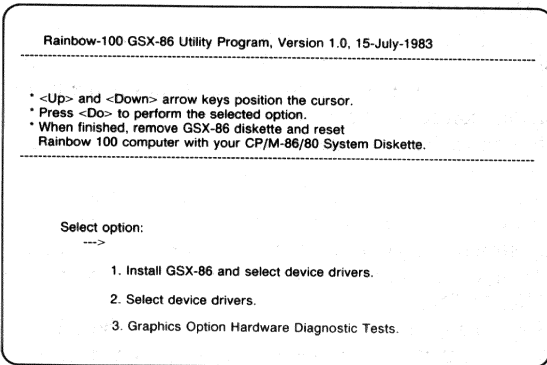 Rainbow-100 GSX-86 Utility Program, Version 1.0, 15-July-1983
* <Up> and <Down> arrow keys position the cursor.
* Press <Do> to perform the selected option.
* When finished, remove GSX-86 diskette and reset
Rainbow 100 computer with your CP/M-86/80 System Diskette.
Select option:
--->
1. Install GSX-86 and select device drivers.
2. Select device drivers.
3. Graphics Option Hardware Diagnostic Tests.